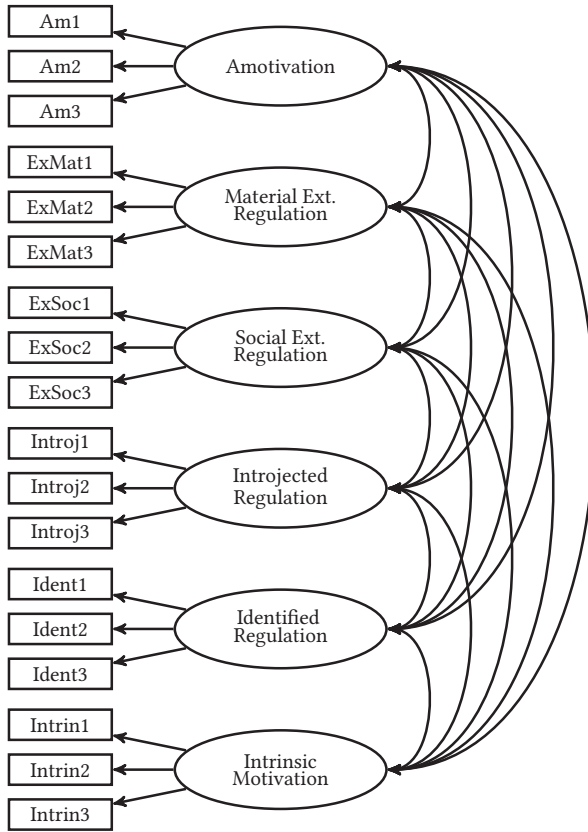 Am1
Am2
Am3
Amotivation
ExMat1
ExMat2
ExMat3
Material Ext.
Regulation
ExSoc1
ExSoc2
ExSoc3
Social Ext.
Regulation
Introj1
Introj2
Introj3
Introjected
Regulation
Ident1
Ident2
Ident3
Identified
Regulation
Intrin1
Intrin2
Intrin3
Intrinsic
Motivation